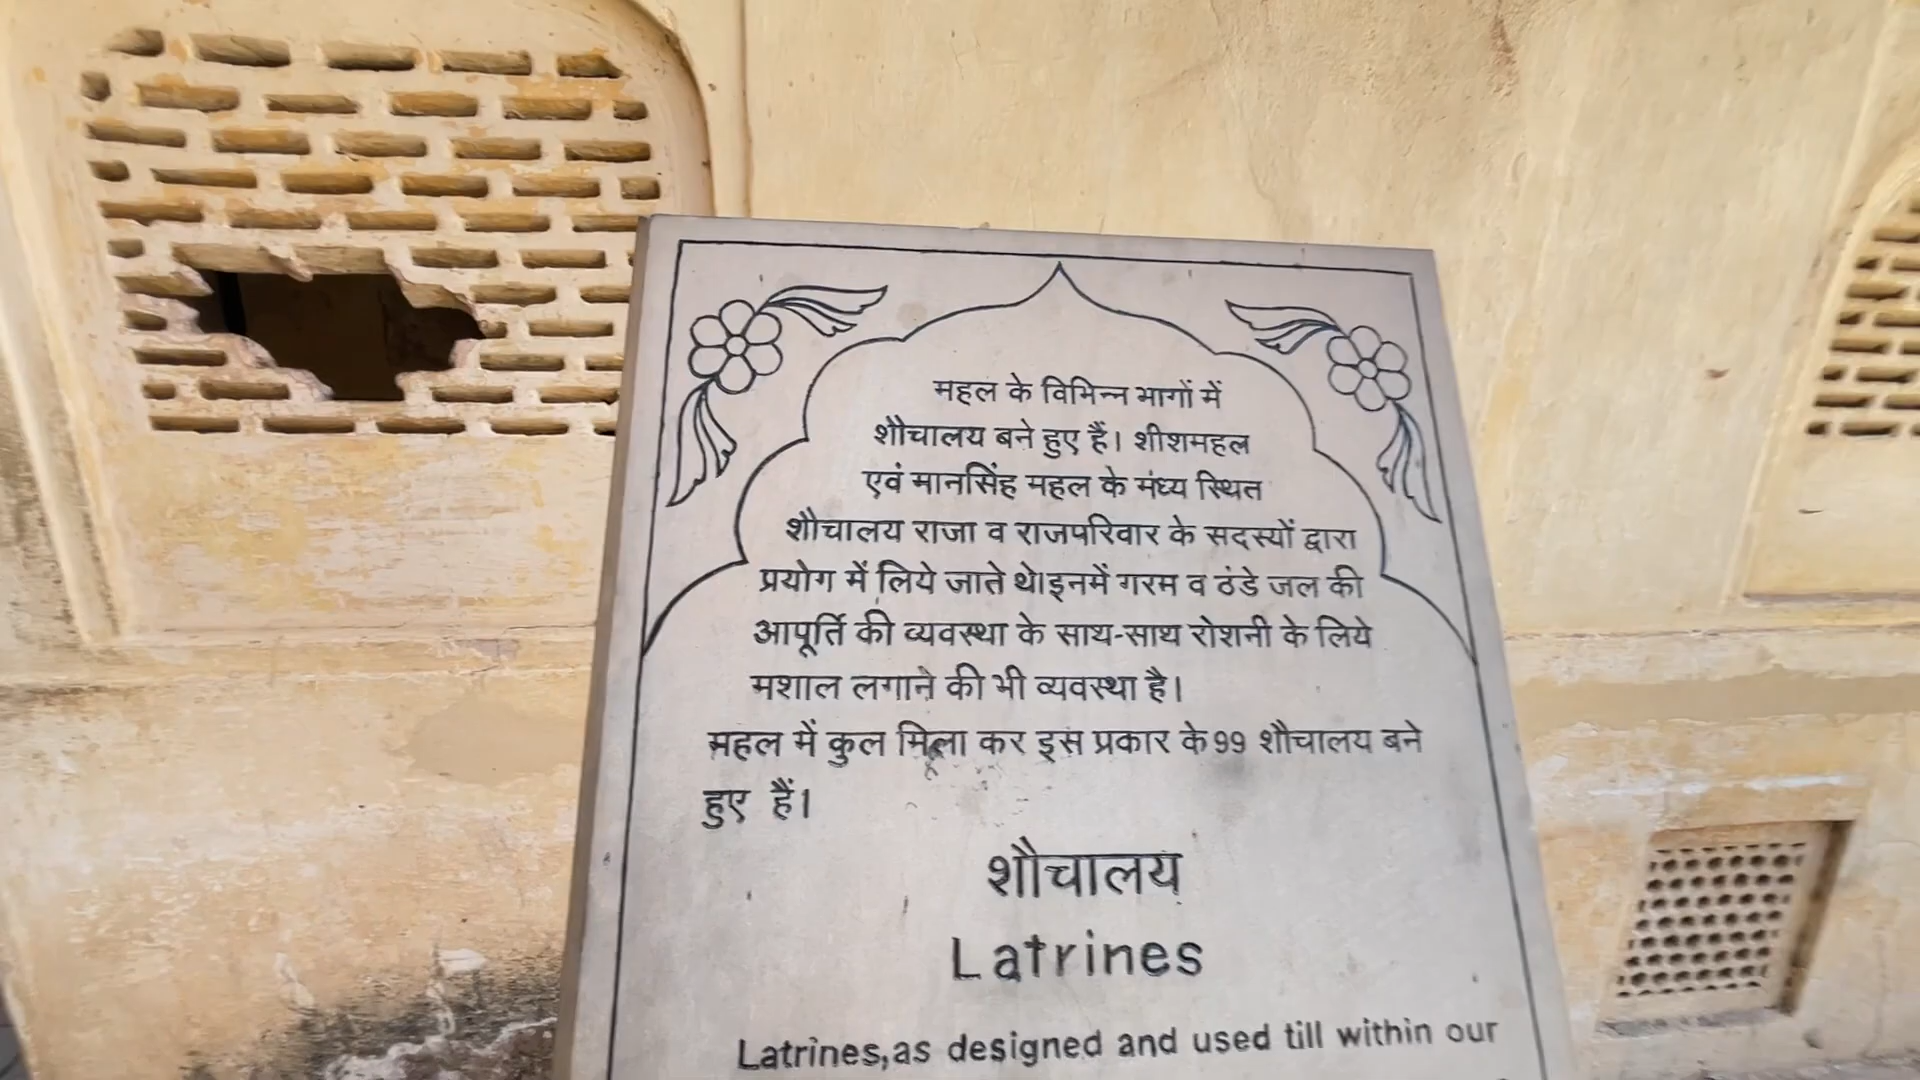 महल के विभिन्न भागों में
शौचालय बने हुए हैं। शीशमहल
एवं मानसिंह महल के मंध्य स्थित
शौचालय राजा व राजपरिवार के सदस्यों द्वारा
प्रयोग में लिये जाते थे।इनमें गरम व ठंडे जल की
आपूर्ति की व्यवस्था के साथ-साथ रोशनी के लिये
मशाल लगाने की भी व्यवस्था है।
महल में कुल मिला कर इस प्रकार के 99 शौचालय बने
हुए हैं।
शौचालय
Latrines
Latrines,as designed and used till within our